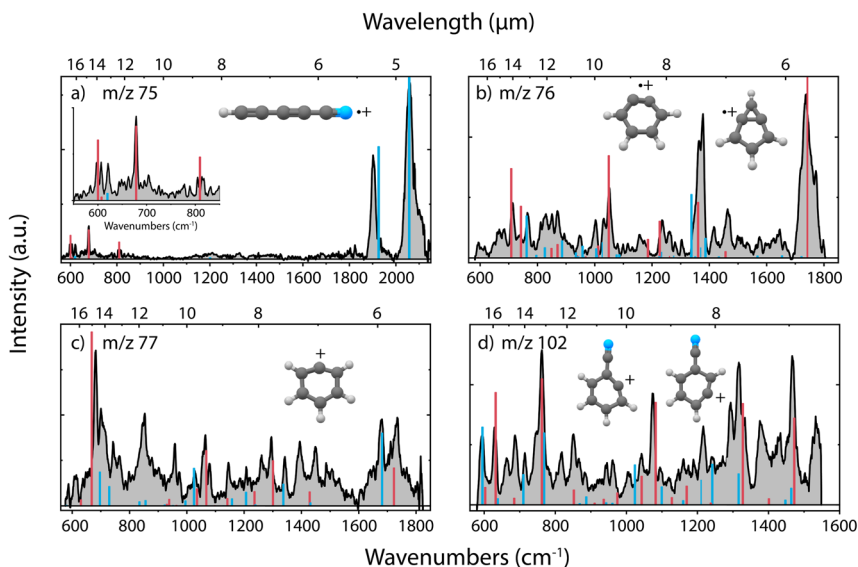 Wavelength (μm)
16 14 12 10 8 6 5
16 14 12 10 8 6
a) m/z 75
•+
b) m/z 76
•+
•+
600 700 800
Wavenumbers (cm-1)
600 800 1000 1200 1400 1600 1800 2000
600 800 1000 1200 1400 1600 1800
Intensity (a.u.)
16 14 12 10 8 6
16 14 12 10 8
c) m/z 77
+
d) m/z 102
+
+
600 800 1000 1200 1400 1600 1800
600 800 1000 1200 1400 1600
Wavenumbers (cm-1)